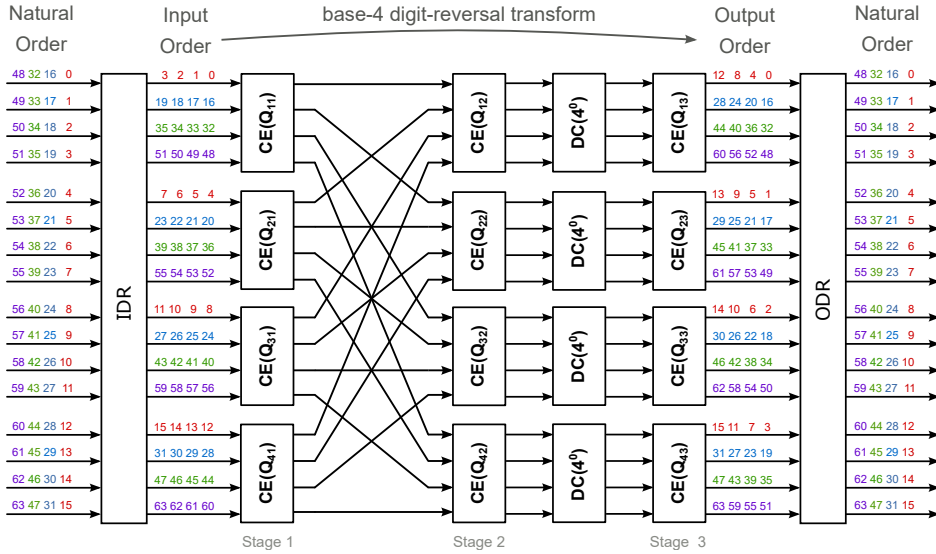 Natural Order
Input Order
base-4 digit-reversal transform
Output Order
Natural Order
48 32 16 0
3 2 1 0
12 8 4 0
48 32 16 0
49 33 17 1
19 18 17 16
28 24 20 16
49 33 17 1
50 34 18 2
35 34 33 32
44 40 36 32
50 34 18 2
51 35 19 3
51 50 49 48
60 56 52 48
51 35 19 3
CE(Q11)
CE(Q12)
DC(4⁰)
CE(Q13)
52 36 20 4
7 6 5 4
13 9 5 1
52 36 20 4
53 37 21 5
23 22 21 20
29 25 21 17
53 37 21 5
54 38 22 6
39 38 37 36
45 41 37 33
54 38 22 6
55 39 23 7
55 54 53 52
61 57 53 49
55 39 23 7
CE(Q21)
CE(Q22)
DC(4⁰)
CE(Q23)
IDR
ODR
56 40 24 8
11 10 9 8
14 10 6 2
56 40 24 8
57 41 25 9
27 26 25 24
30 26 22 18
57 41 25 9
58 42 26 10
43 42 41 40
46 42 38 34
58 42 26 10
59 43 27 11
59 58 57 56
62 58 54 50
59 43 27 11
CE(Q31)
CE(Q32)
DC(4⁰)
CE(Q33)
60 44 28 12
15 14 13 12
15 11 7 3
60 44 28 12
61 45 29 13
31 30 29 28
31 27 23 19
61 45 29 13
62 46 30 14
47 46 45 44
47 43 39 35
62 46 30 14
63 47 31 15
63 62 61 60
63 59 55 51
63 47 31 15
CE(Q41)
CE(Q42)
DC(4⁰)
CE(Q43)
Stage 1
Stage 2
Stage 3